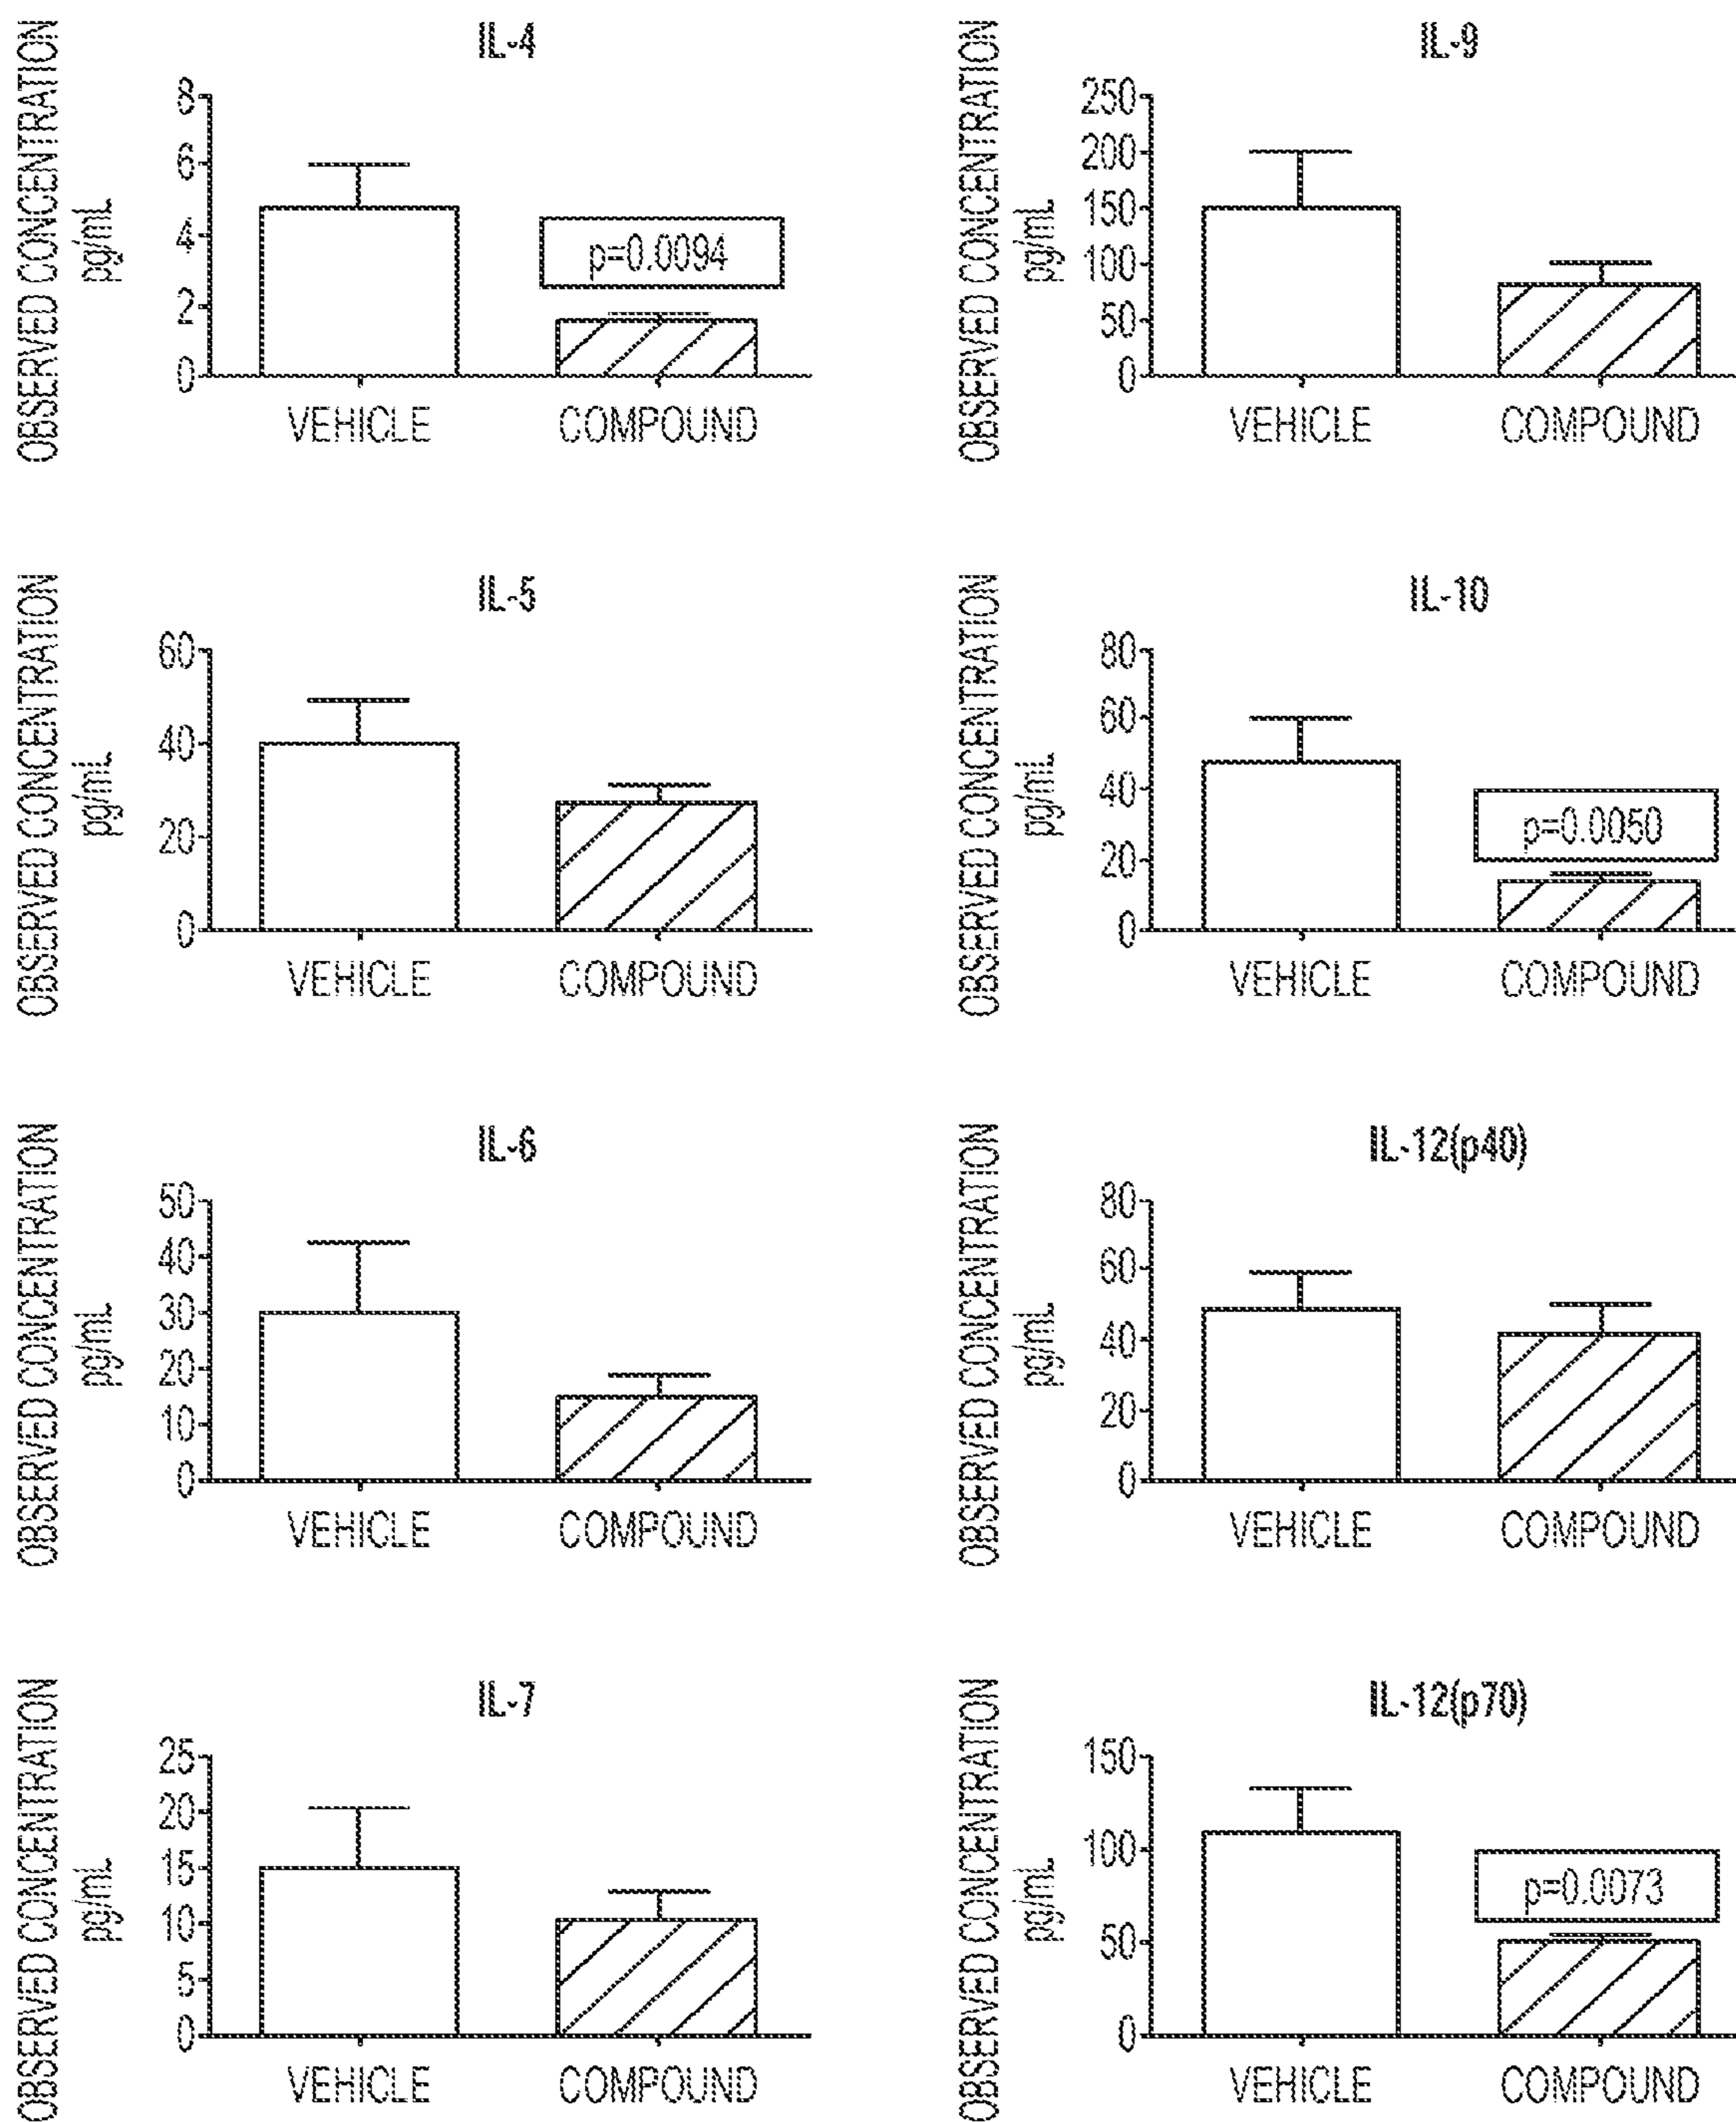 IL-4
OBSERVED CONCENTRATION
pg/mL
8
6
4
2
0
p=0.0094
VEHICLE COMPOUND
IL-9
OBSERVED CONCENTRATION
pg/mL
250
200
150
100
50
0
VEHICLE COMPOUND
IL-5
OBSERVED CONCENTRATION
pg/mL
60
40
20
0
VEHICLE COMPOUND
IL-10
OBSERVED CONCENTRATION
pg/mL
80
60
40
20
0
p=0.0050
VEHICLE COMPOUND
IL-6
OBSERVED CONCENTRATION
pg/mL
50
40
30
20
10
0
VEHICLE COMPOUND
IL-12(p40)
OBSERVED CONCENTRATION
pg/mL
80
60
40
20
0
VEHICLE COMPOUND
IL-7
OBSERVED CONCENTRATION
pg/mL
25
20
15
10
5
0
VEHICLE COMPOUND
IL-12(p70)
OBSERVED CONCENTRATION
pg/mL
150
100
50
0
p=0.0073
VEHICLE COMPOUND